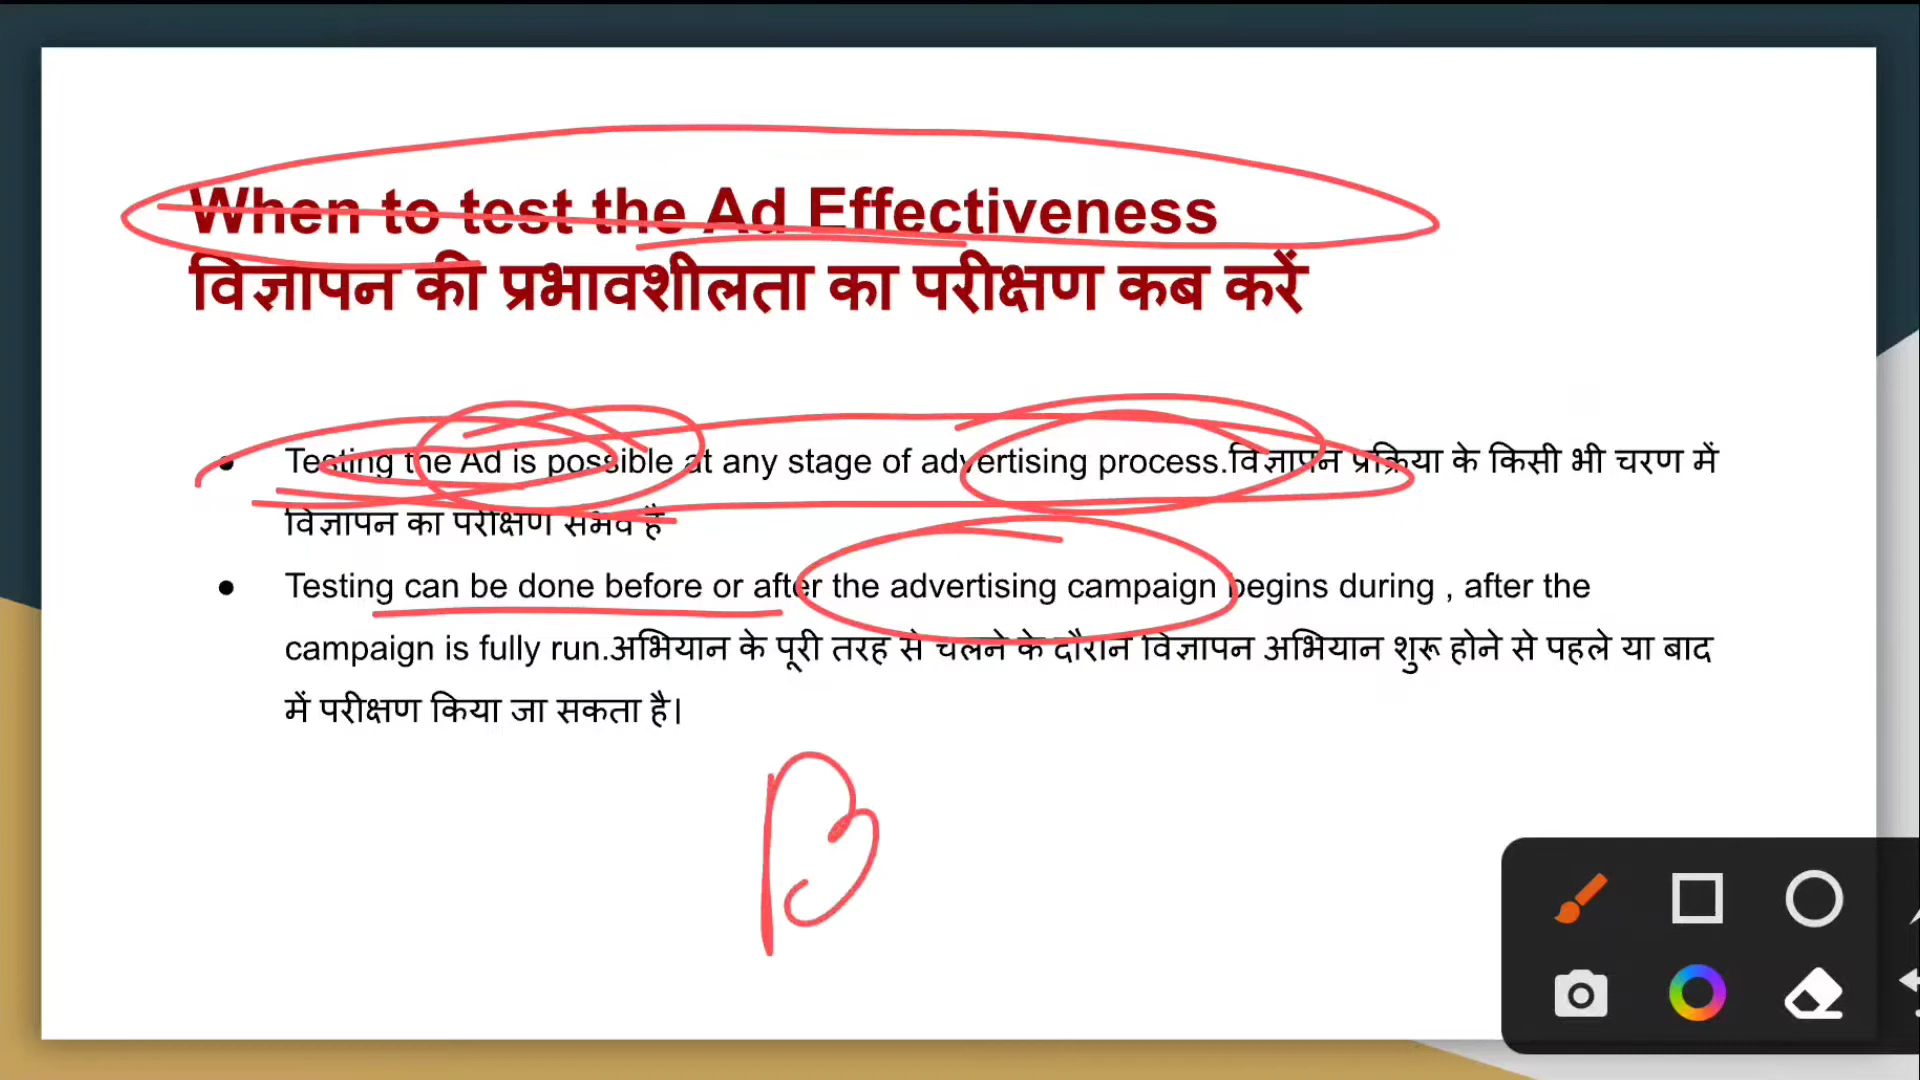 When to test the Ad Effectiveness
विज्ञापन की प्रभावशीलता का परीक्षण कब करें
● Testing the Ad is possible at any stage of advertising process.विज्ञापन प्रक्रिया के किसी भी चरण में
विज्ञापन का परीक्षण संभव है
● Testing can be done before or after the advertising campaign begins during , after the
campaign is fully run.अभियान के पूरी तरह से चलने के दौरान विज्ञापन अभियान शुरू होने से पहले या बाद
में परीक्षण किया जा सकता है।
B